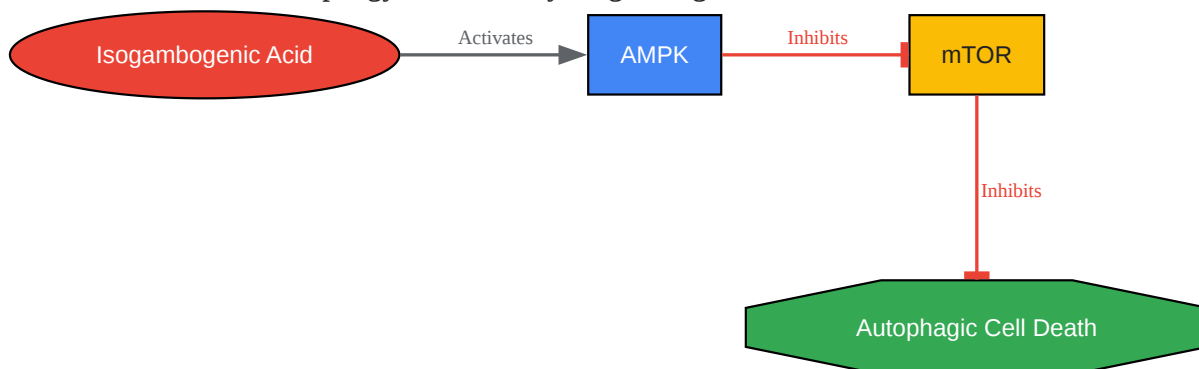 Activates
Inhibits
Isogambogenic Acid
AMPK
mTOR
Inhibits
Autophagic Cell Death